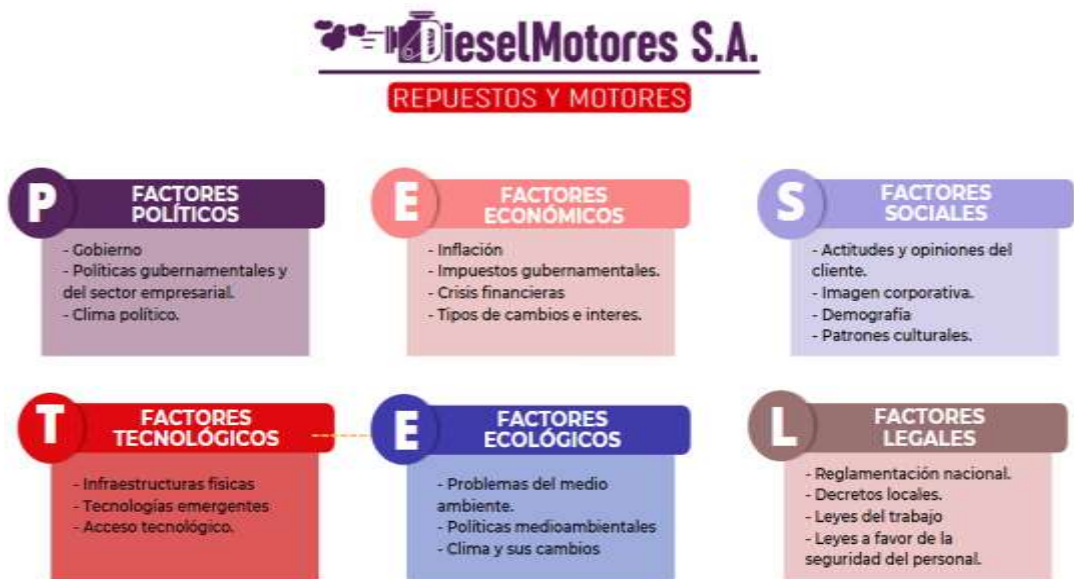 DieselMotores S.A.
REPUESTOS Y MOTORES
P
FACTORES
POLÍTICOS
- Gobierno
- Políticas gubernamentales y
del sector empresarial.
- Clima político.
E
FACTORES
ECONÓMICOS
- Inflación
- Impuestos gubernamentales.
- Crisis financieras
- Tipos de cambios e interes.
S
FACTORES
SOCIALES
- Actitudes y opiniones del
cliente.
- Imagen corporativa.
- Demografía
- Patrones culturales.
T
FACTORES
TECNOLÓGICOS
- Infraestructuras físicas
- Tecnologías emergentes
- Acceso tecnológico.
E
FACTORES
ECOLÓGICOS
- Problemas del medio
ambiente.
- Políticas medioambientales
- Clima y sus cambios
L
FACTORES
LEGALES
- Reglamentación nacional.
- Decretos locales.
- Leyes del trabajo
- Leyes a favor de la
seguridad del personal.